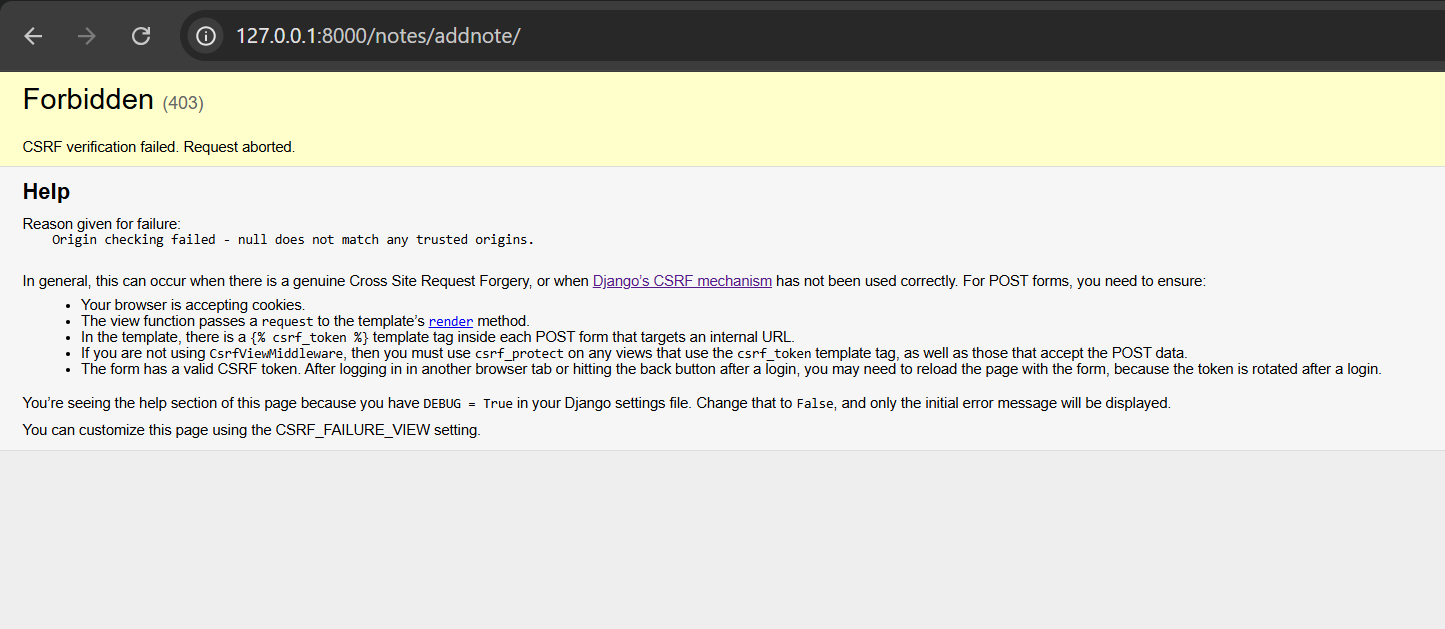 127.0.0.1:8000/notes/addnote/
Forbidden (403)
CSRF verification failed. Request aborted.
Help
Reason given for failure:
Origin checking failed - null does not match any trusted origins.
In general, this can occur when there is a genuine Cross Site Request Forgery, or when Django’s CSRF mechanism has not been used correctly. For POST forms, you need to ensure:
• Your browser is accepting cookies.
• The view function passes a request to the template’s render method.
• In the template, there is a {% csrf_token %} template tag inside each POST form that targets an internal URL.
• If you are not using CsrfViewMiddleware, then you must use csrf_protect on any views that use the csrf_token template tag, as well as those that accept the POST data.
• The form has a valid CSRF token. After logging in in another browser tab or hitting the back button after a login, you may need to reload the page with the form, because the token is rotated after a login.
You’re seeing the help section of this page because you have DEBUG = True in your Django settings file. Change that to False, and only the initial error message will be displayed.
You can customize this page using the CSRF_FAILURE_VIEW setting.